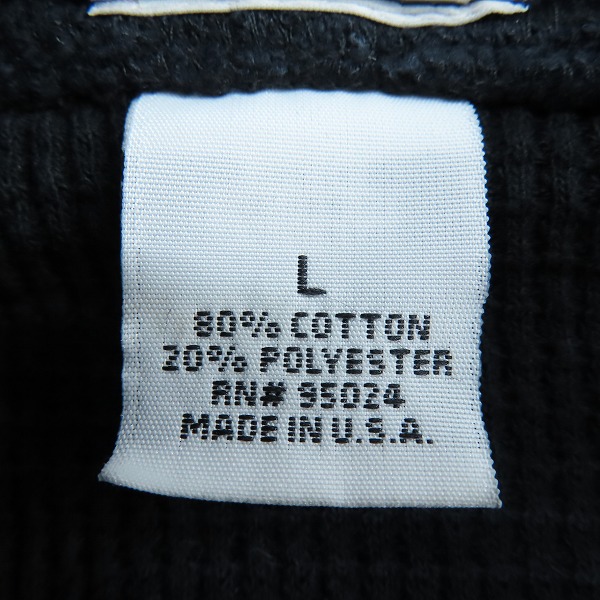 L
80% COTTON
20% POLYESTER
RN# 95024
MADE IN U.S.A.